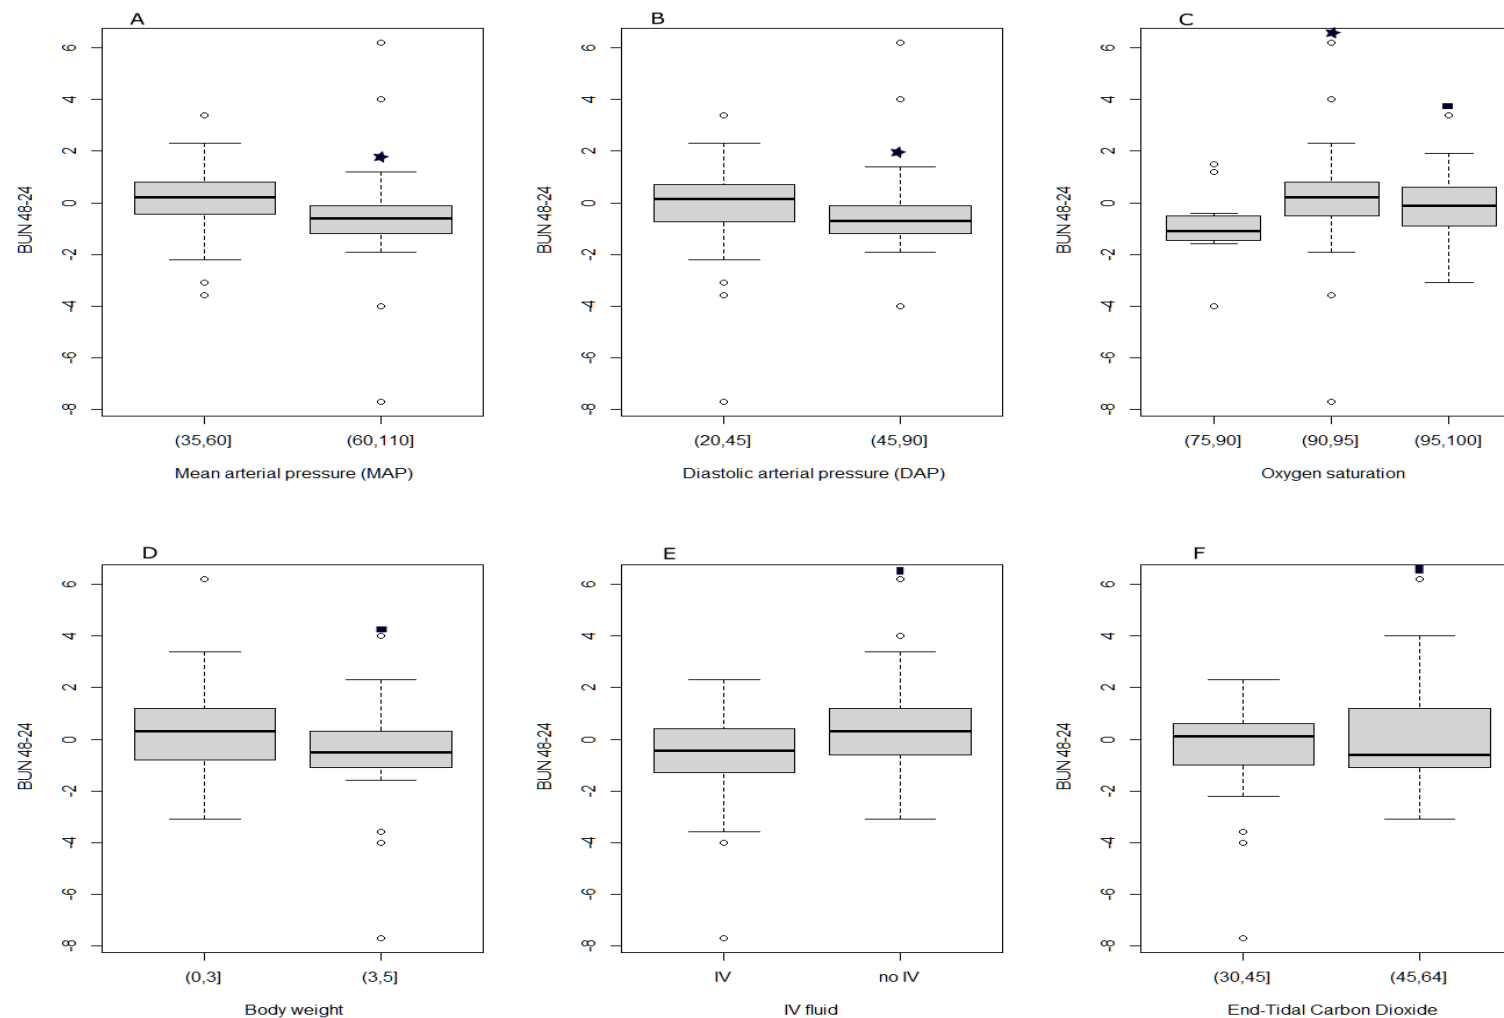 A
B
C
6
4
2
0
-2
-4
-6
-8
BUN 48-24
(35,60]
(60,110]
Mean arterial pressure (MAP)
6
4
2
0
-2
-4
-6
-8
BUN 48-24
(20,45]
(45,90]
Diastolic arterial pressure (DAP)
6
4
2
0
-2
-4
-6
-8
BUN 48-24
(75,90]
(90,95]
(95,100]
Oxygen saturation
D
E
F
6
4
2
0
-2
-4
-6
-8
BUN 48-24
(0,3]
(3,5]
Body weight
6
4
2
0
-2
-4
-6
-8
BUN 48-24
IV
no IV
IV fluid
6
4
2
0
-2
-4
-6
-8
BUN 48-24
(30,45]
(45,64]
End-Tidal Carbon Dioxide